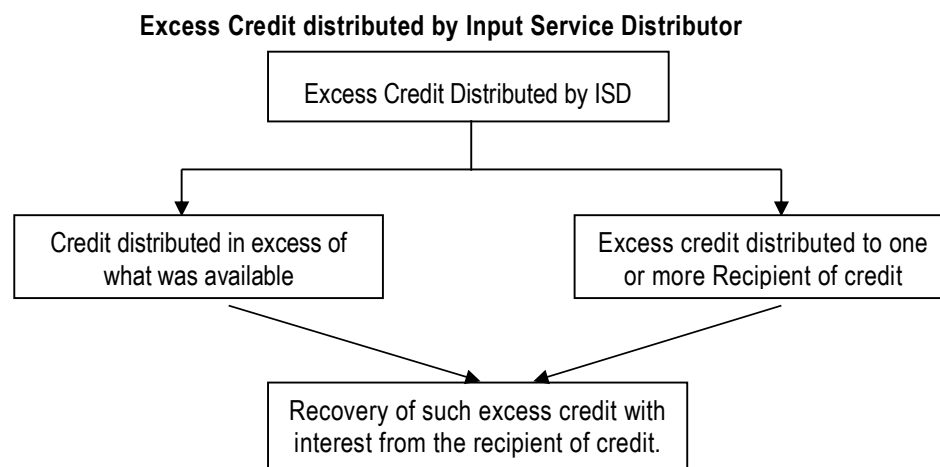 Excess Credit distributed by Input Service Distributor
Excess Credit Distributed by ISD
Credit distributed in excess of
what was available
Excess credit distributed to one
or more Recipient of credit
Recovery of such excess credit with
interest from the recipient of credit.